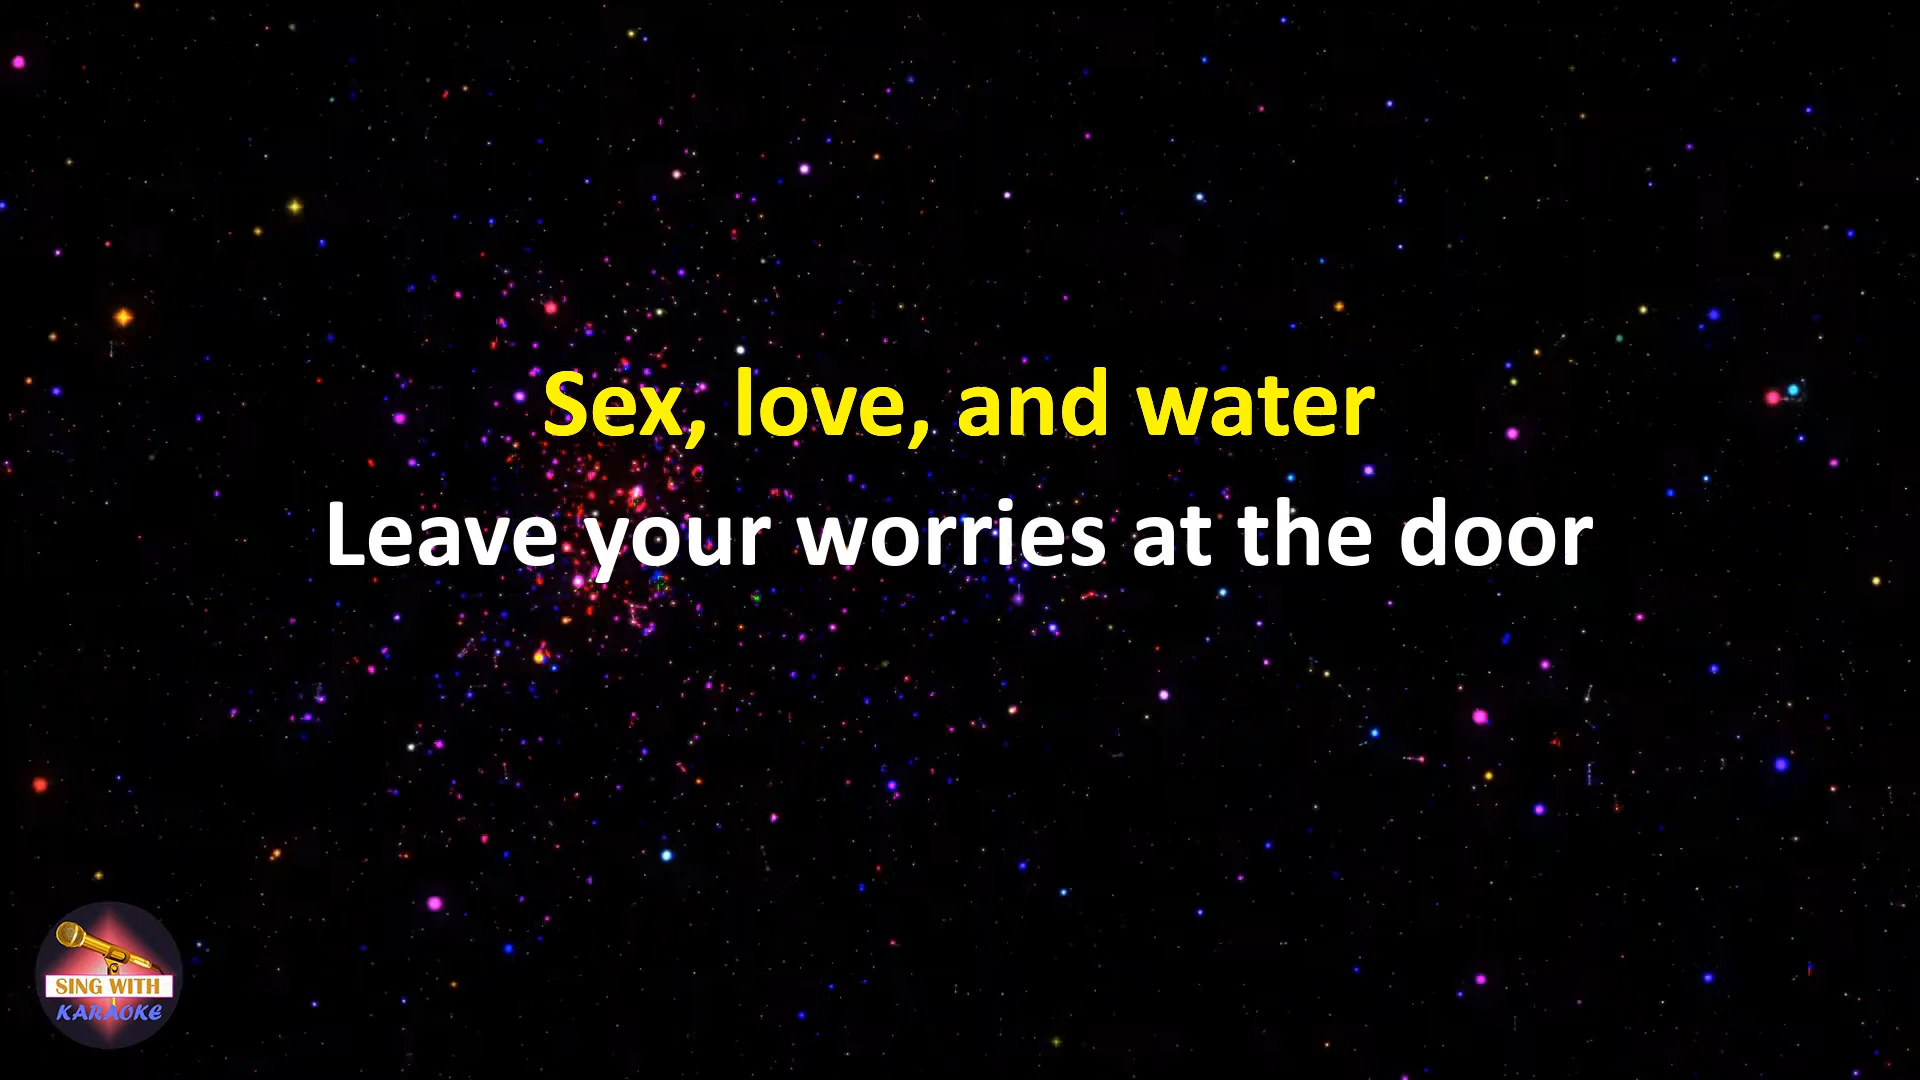 Sex, love, and water
Leave your worries at the door
SING WITH
KARAOKE